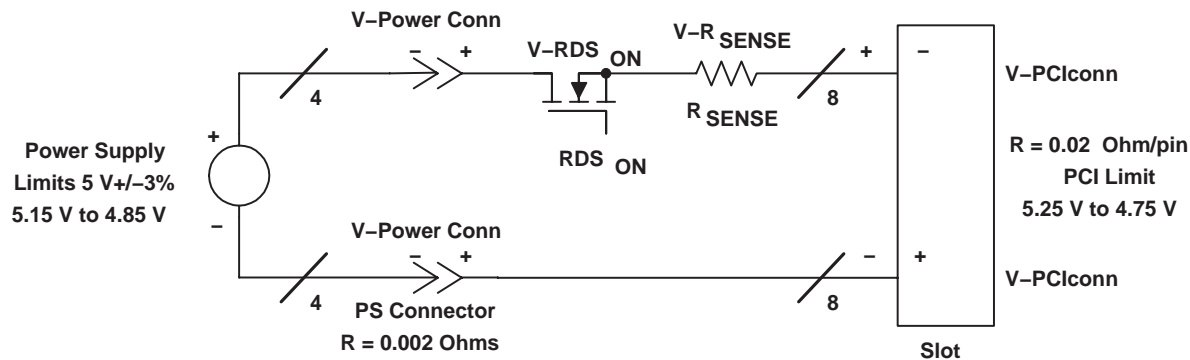 V−Power Conn
− +
V−RDS ON
V−R SENSE
+ −
4
8
R SENSE
RDS ON
V−PCIconn
+
Power Supply
Limits 5 V+/−3%
5.15 V to 4.85 V
−
R = 0.02 Ohm/pin
PCI Limit
5.25 V to 4.75 V
V−Power Conn
− +
− +
4
8
V−PCIconn
PS Connector
R = 0.002 Ohms
Slot